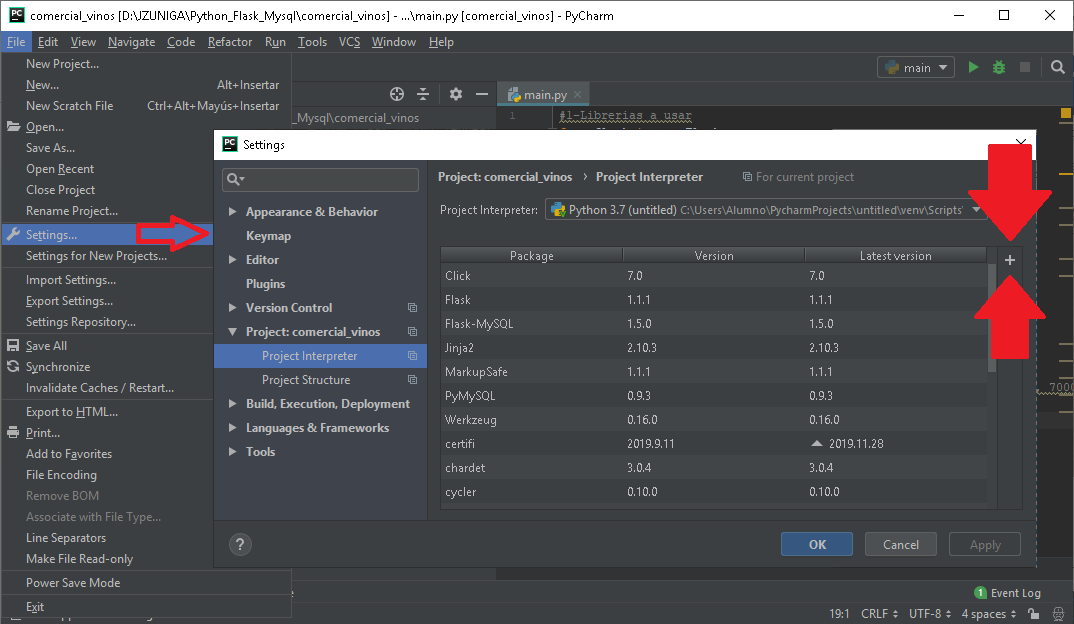 comercial_vinos [D:\JZUNIGA\Python_Flask_Mysql\comercial_vinos] - ...\main.py [comercial_vinos] - PyCharm
File Edit View Navigate Code Refactor Run Tools VCS Window Help
main
New Project...
New... Alt+Insertar
New Scratch File Ctrl+Alt+Mayús+Insertar
Open...
Save As...
Open Recent
Close Project
Rename Project...
Settings...
Settings for New Projects...
Import Settings...
Export Settings...
Settings Repository...
Save All
Synchronize
Invalidate Caches / Restart...
Export to HTML...
Print...
Add to Favorites
File Encoding
Remove BOM
Associate with File Type...
Line Separators
Make File Read-only
Power Save Mode
Exit
main.py
_Mysql\comercial_vinos
1 #1-Librerias a usar
Settings
Appearance & Behavior
Keymap
Editor
Plugins
Version Control
Project: comercial_vinos
Project Interpreter
Project Structure
Build, Execution, Deployment
Languages & Frameworks
Tools
Project: comercial_vinos › Project Interpreter For current project
Project Interpreter: Python 3.7 (untitled) C:\Users\Alumno\PycharmProjects\untitled\venv\Scripts\
Package Version Latest version
Click 7.0 7.0
Flask 1.1.1 1.1.1
Flask-MySQL 1.5.0 1.5.0
Jinja2 2.10.3 2.10.3
MarkupSafe 1.1.1 1.1.1
PyMySQL 0.9.3 0.9.3
Werkzeug 0.16.0 0.16.0
certifi 2019.9.11 2019.11.28
chardet 3.0.4 3.0.4
cycler 0.10.0 0.10.0
+
?
OK Cancel Apply
7000
1 Event Log
19:1 CRLF UTF-8 4 spaces